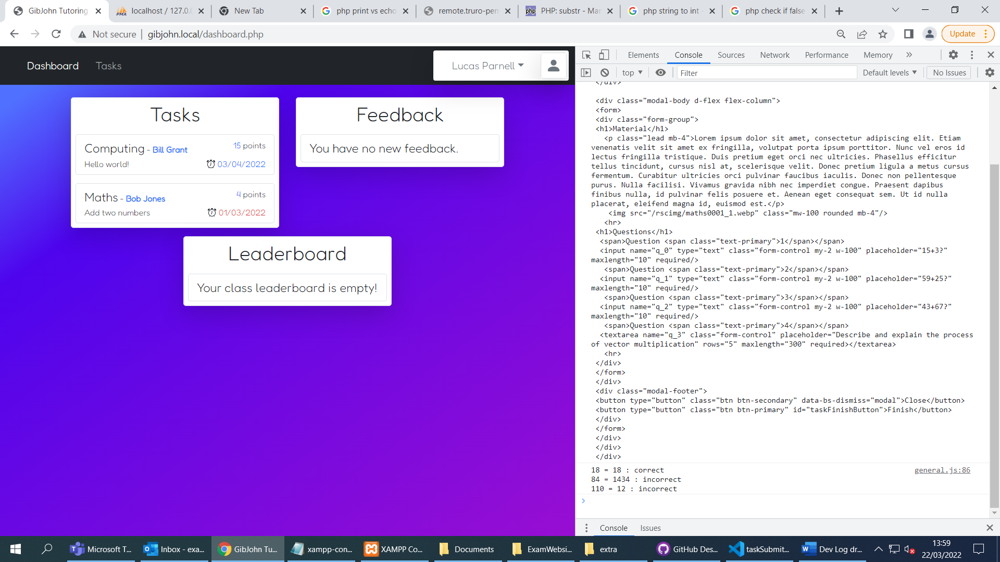 GibJohn Tutoring
localhost / 127.0.0
New Tab
php print vs echo
remote.truro-pen
PHP: substr - Mar
php string to int -
php check if false
Not secure | gibjohn.local/dashboard.php
Update
Dashboard
Tasks
Lucas Parnell
Tasks
Computing - Bill Grant
15 points
Hello world!
03/04/2022
Maths - Bob Jones
4 points
Add two numbers
01/03/2022
Feedback
You have no new feedback.
Leaderboard
Your class leaderboard is empty!
Elements
Console
Sources
Network
Performance
Memory
top
Filter
Default levels
No Issues
</div>
<div class="modal-body d-flex flex-column">
<form>
<div class="form-group">
<h1>Material</h1>
<p class="lead mb-4">Lorem ipsum dolor sit amet, consectetur adipiscing elit. Etiam
venenatis velit sit amet ex fringilla, volutpat porta ipsum porttitor. Nunc vel eros id
lectus fringilla tristique. Duis pretium eget orci nec ultricies. Phasellus efficitur
tellus tincidunt, cursus nisl at, scelerisque velit. Donec pretium ligula a metus cursus
fermentum. Curabitur ultricies orci pulvinar faucibus iaculis. Donec non pellentesque
purus. Nulla facilisi. Vivamus gravida nibh nec imperdiet congue. Praesent dapibus
finibus nulla, id pulvinar felis posuere et. Aenean eget consequat sem. Ut id nulla
placerat, eleifend magna id, euismod est.</p>
<img src="/rscimg/maths0001_1.webp" class="mw-100 rounded mb-4"/>
<hr>
<h1>Questions</h1>
<span>Question <span class="text-primary">1</span></span>
<input name="q_0" type="text" class="form-control my-2 w-100" placeholder="15+3?"
maxlength="10" required/>
<span>Question <span class="text-primary">2</span></span>
<input name="q_1" type="text" class="form-control my-2 w-100" placeholder="59+25?"
maxlength="10" required/>
<span>Question <span class="text-primary">3</span></span>
<input name="q_2" type="text" class="form-control my-2 w-100" placeholder="43+67?"
maxlength="10" required/>
<span>Question <span class="text-primary">4</span></span>
<textarea name="q_3" class="form-control" placeholder="Describe and explain the process
of vector multiplication" rows="5" maxlength="300" required></textarea>
<hr>
</div>
</form>
</div>
<div class="modal-footer">
<button type="button" class="btn btn-secondary" data-bs-dismiss="modal">Close</button>
<button type="button" class="btn btn-primary" id="taskFinishButton">Finish</button>
</div>
</form>
</div>
</div>
</div>
18 = 18 : correct
general.js:86
84 = 1434 : incorrect
110 = 12 : incorrect
Console
Issues
Microsoft T...
Inbox - exa...
GibJohn Tu...
xampp-con...
XAMPP Co...
Documents
ExamWebsi...
extra
GitHub Des...
taskSubmit...
Dev Log dr...
13:59
22/03/2022